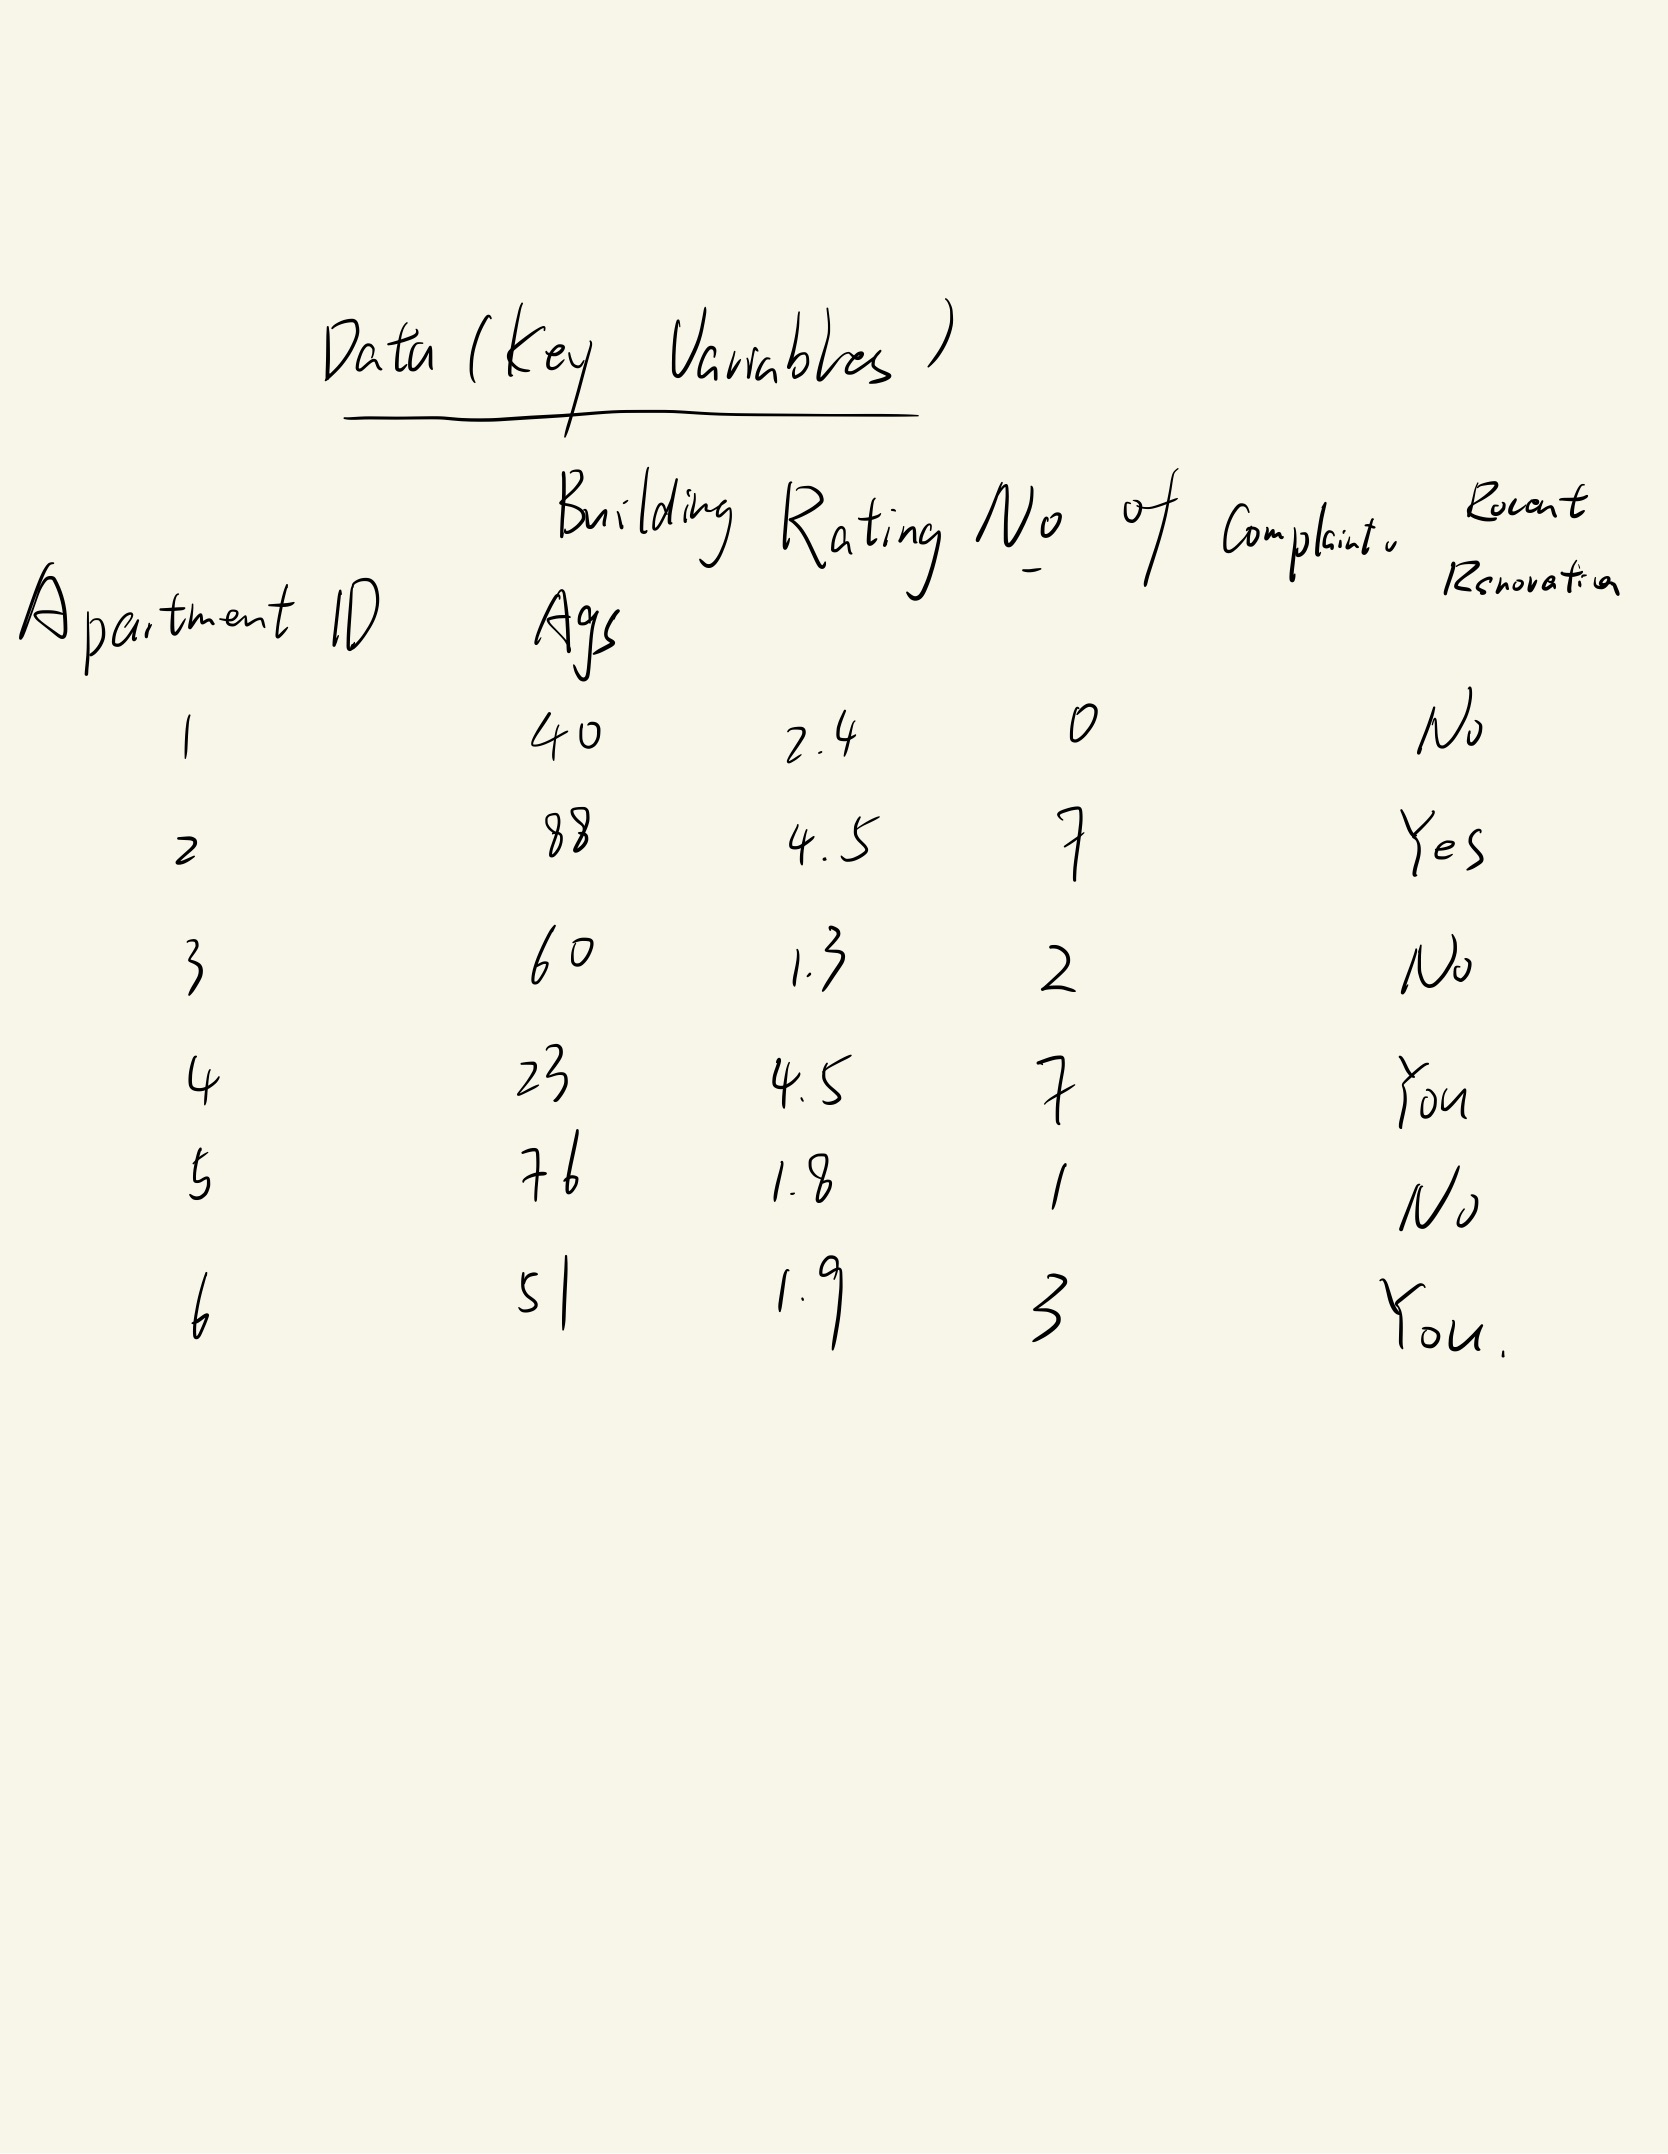 Data (Key Variables)
Building Rating No of Complaints Recent
Apartment ID Age Renovation
1 40 2.4 0 No
2 88 4.5 7 Yes
3 60 1.3 2 No
4 23 4.5 7 You
5 76 1.8 1 No
6 51 1.9 3 You.